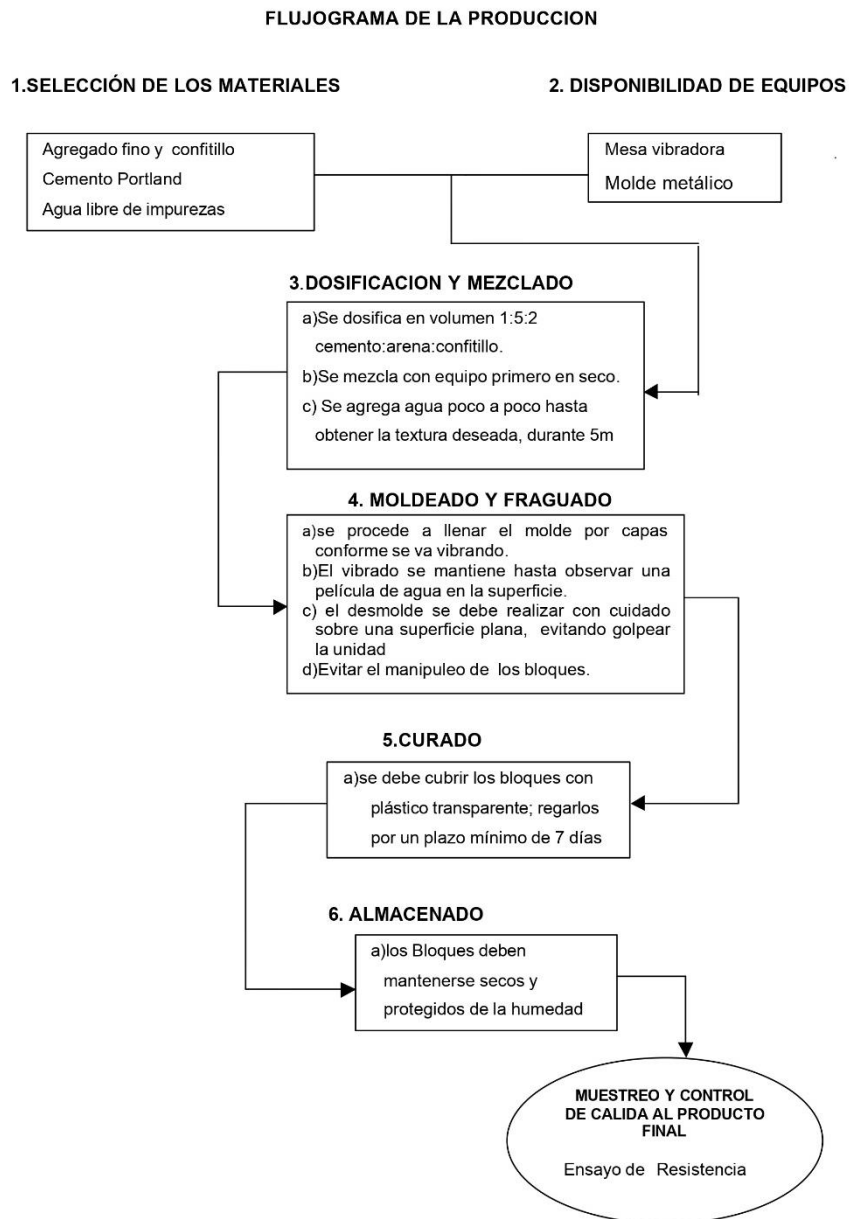 FLUJOGRAMA DE LA PRODUCCION
1.SELECCIÓN DE LOS MATERIALES
2. DISPONIBILIDAD DE EQUIPOS
Agregado fino y confitillo
Cemento Portland
Agua libre de impurezas
Mesa vibradora
Molde metálico
3.DOSIFICACION Y MEZCLADO
a)Se dosifica en volumen 1:5:2
cemento:arena:confitillo.
b)Se mezcla con equipo primero en seco.
c) Se agrega agua poco a poco hasta
obtener la textura deseada, durante 5m
4. MOLDEADO Y FRAGUADO
a)se procede a llenar el molde por capas
conforme se va vibrando.
b)El vibrado se mantiene hasta observar una
película de agua en la superficie.
c) el desmolde se debe realizar con cuidado
sobre una superficie plana, evitando golpear
la unidad
d)Evitar el manipuleo de los bloques.
5.CURADO
a)se debe cubrir los bloques con
plástico transparente; regarlos
por un plazo mínimo de 7 días
6. ALMACENADO
a)los Bloques deben
mantenerse secos y
protegidos de la humedad
MUESTREO Y CONTROL
DE CALIDA AL PRODUCTO
FINAL
Ensayo de Resistencia